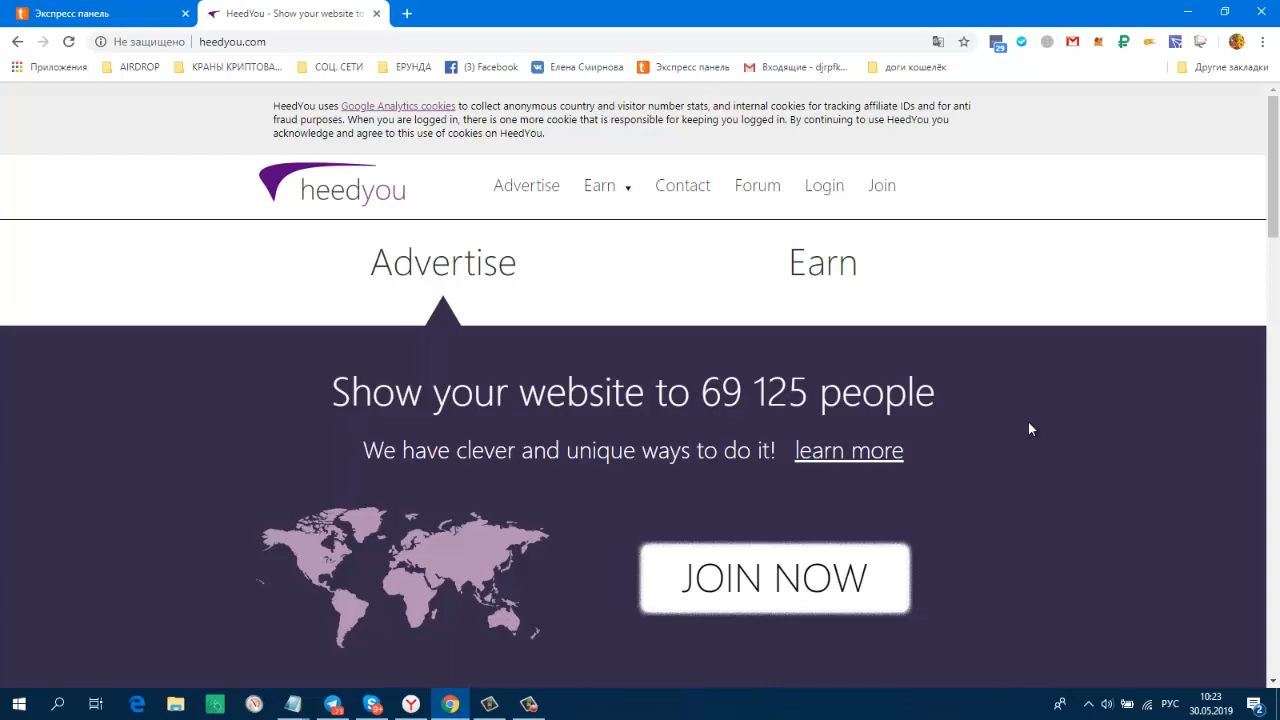 Экспресс панель
HeedYou - Show your website to
Не защищено
heedyou.com
29
Приложения
AIRDROP
КРАНЫ КРИПТОВА...
СОЦ. СЕТИ
ЕРУНДА
(3) Facebook
Елена Смирнова
Экспресс панель
Входящие - djrpfk...
доги кошелёк
Другие закладки
HeedYou uses Google Analytics cookies to collect anonymous country and visitor number stats, and internal cookies for tracking affiliate IDs and for anti
fraud purposes. When you are logged in, there is one more cookie that is responsible for keeping you logged in. By continuing to use HeedYou you
acknowledge and agree to this use of cookies on HeedYou.
heedyou
Advertise
Earn
Contact
Forum
Login
Join
Advertise
Earn
Show your website to 69 125 people
We have clever and unique ways to do it! learn more
JOIN NOW
РУС
10:23
30.05.2019
2